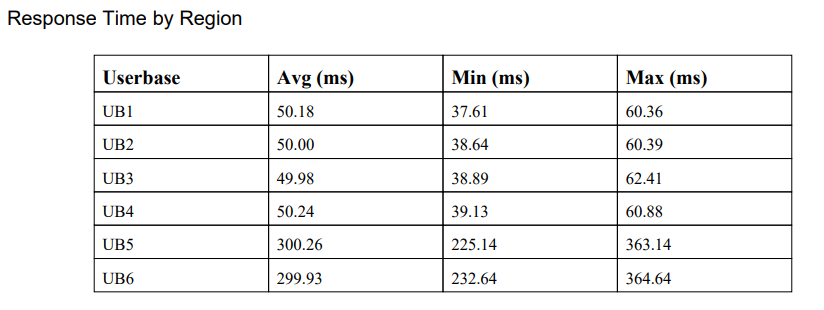 Response Time by Region
Userbase Avg (ms) Min (ms) Max (ms)
UB1 50.18 37.61 60.36
UB2 50.00 38.64 60.39
UB3 49.98 38.89 62.41
UB4 50.24 39.13 60.88
UB5 300.26 225.14 363.14
UB6 299.93 232.64 364.64